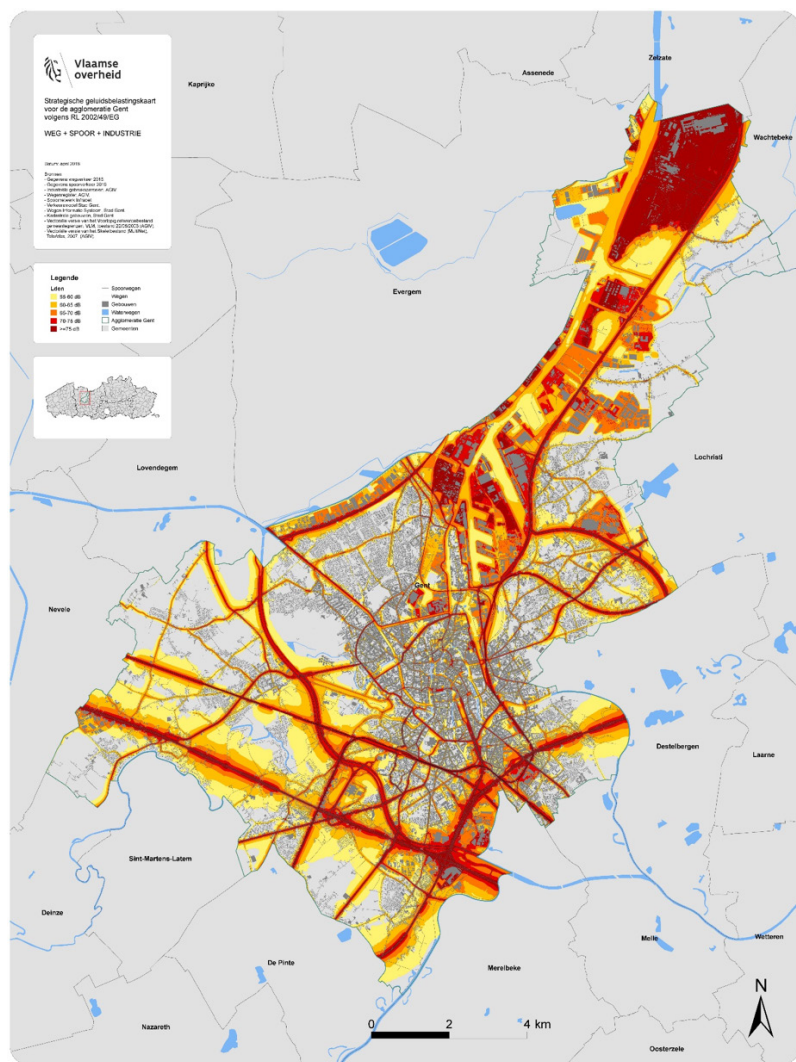 Vlaamse
overheid
Strategische geluidsbelastingskaart
voor de agglomeratie Gent
volgens RL 2002/49/EG
WEG + SPOOR + INDUSTRIE
Legende
Lden
55-60 dB
60-65 dB
65-70 dB
70-75 dB
>=75 dB
Spoorwegen
Wegen
Gebouwen
Waterwegen
Agglomeratie Gent
Gemeenten
Kaprijke
Assenede
Zelzate
Wachtebeke
Evergem
Lovendegem
Lochristi
Gent
Nevele
Destelbergen
Laarne
Sint-Martens-Latem
Deinze
De Pinte
Merelbeke
Melle
Wetteren
Nazareth
Oosterzele
N
0 2 4 km